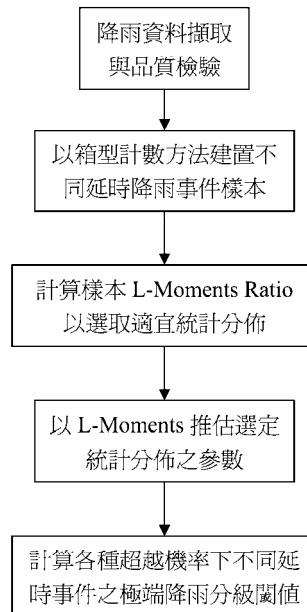 降雨資料擷取
與品質檢驗
以箱型計數方法建置不
同延時降雨事件樣本
計算樣本 L-Moments Ratio
以選取適宜統計分佈
以 L-Moments 推估選定
統計分佈之參數
計算各種超越機率下不同延
時事件之極端降雨分級閾值